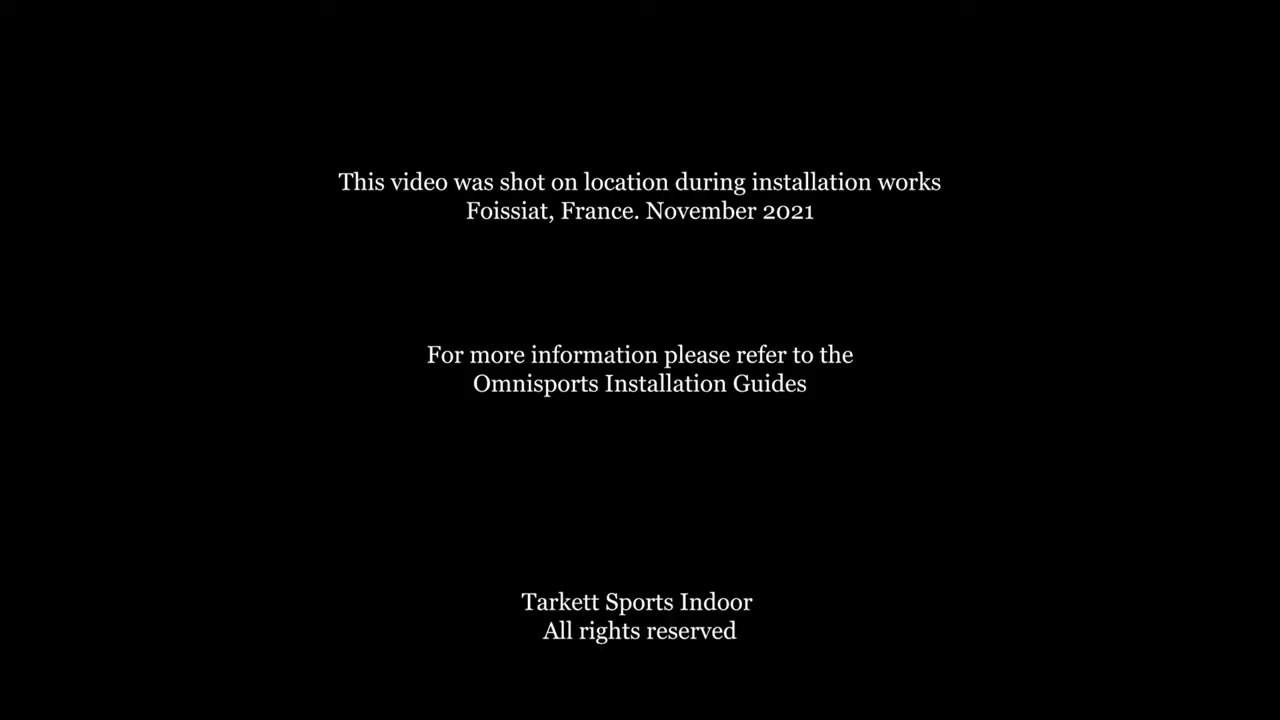 This video was shot on location during installation works
Foissiat, France. November 2021
For more information please refer to the
Omnisports Installation Guides
Tarkett Sports Indoor
All rights reserved